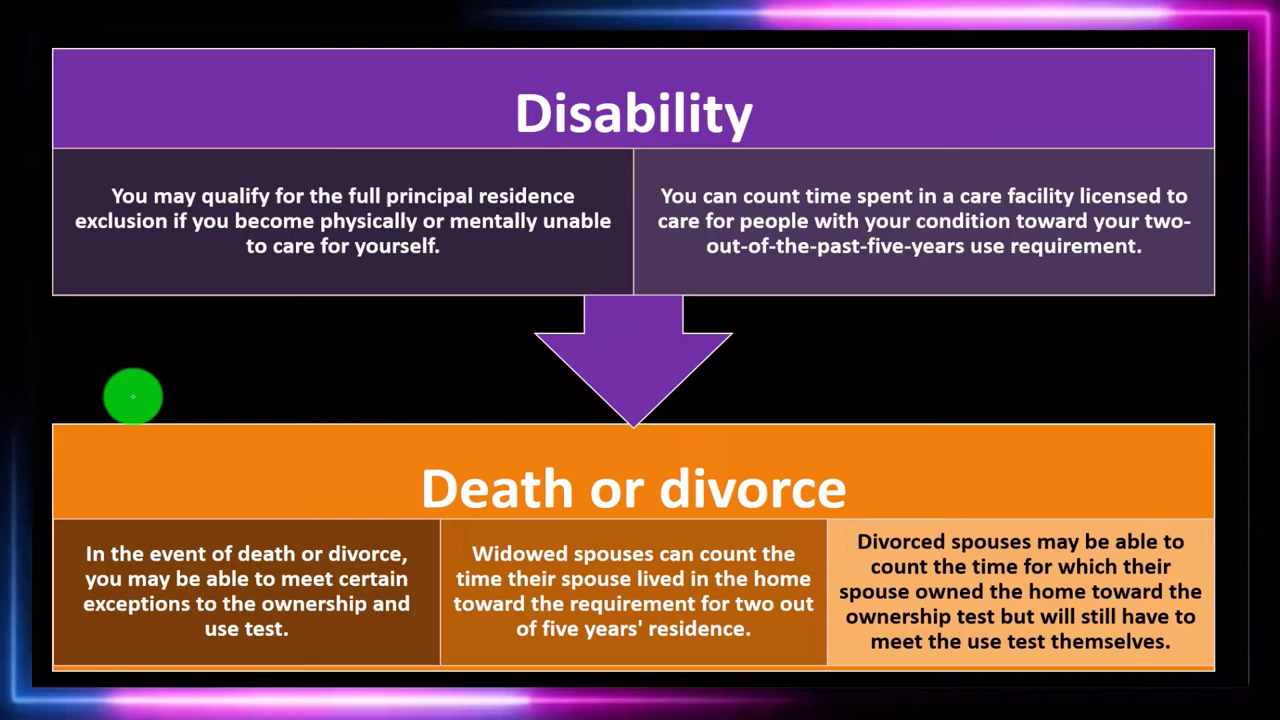 Disability
You may qualify for the full principal residence
exclusion if you become physically or mentally unable
to care for yourself.
You can count time spent in a care facility licensed to
care for people with your condition toward your two-
out-of-the-past-five-years use requirement.
Death or divorce
In the event of death or divorce,
you may be able to meet certain
exceptions to the ownership and
use test.
Widowed spouses can count the
time their spouse lived in the home
toward the requirement for two out
of five years' residence.
Divorced spouses may be able to
count the time for which their
spouse owned the home toward the
ownership test but will still have to
meet the use test themselves.